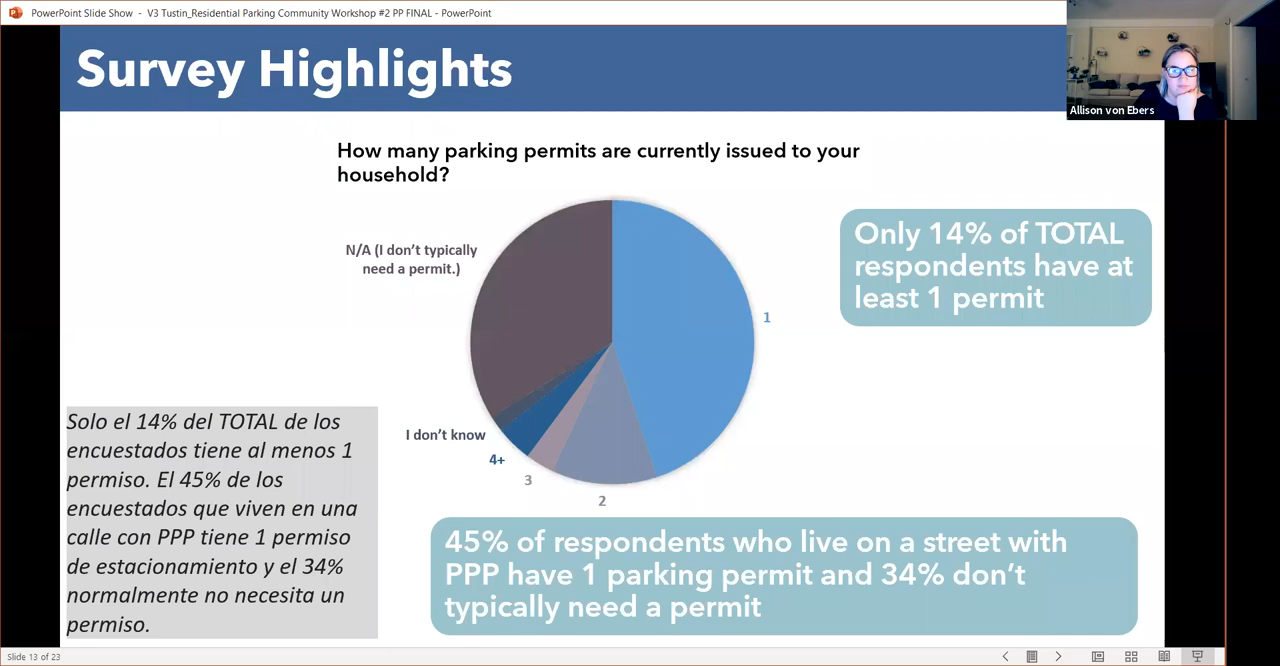 PowerPoint Slide Show - V3 Tustin_Residential Parking Community Workshop #2 PP FINAL - PowerPoint
Survey Highlights
Allison von Ebers
How many parking permits are currently issued to your
household?
N/A (I don't typically
need a permit.)
Only 14% of TOTAL
respondents have at
least 1 permit
1
I don't know
4+
3
2
Solo el 14% del TOTAL de los
encuestados tiene al menos 1
permiso. El 45% de los
encuestados que viven en una
calle con PPP tiene 1 permiso
de estacionamiento y el 34%
normalmente no necesita un
permiso.
45% of respondents who live on a street with
PPP have 1 parking permit and 34% don't
typically need a permit
Slide 13 of 23